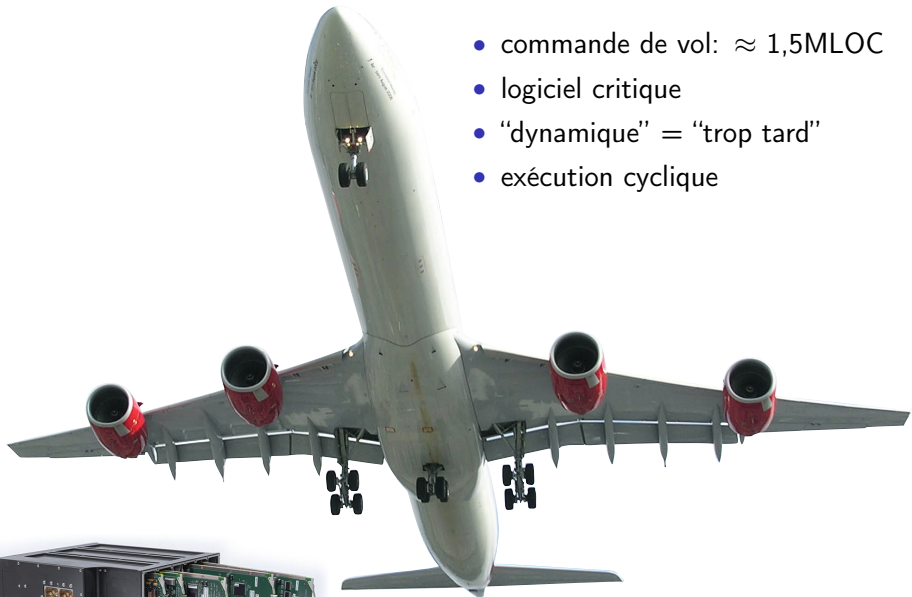 • commande de vol: ≈ 1,5MLOC
• logiciel critique
• “dynamique” = “trop tard”
• exécution cyclique